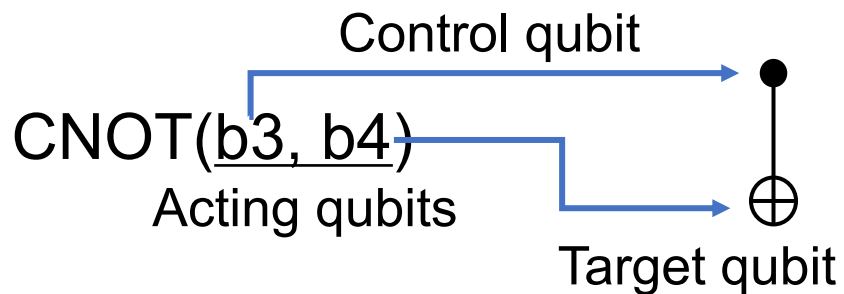 Control qubit
CNOT(b3, b4)
Acting qubits
Target qubit